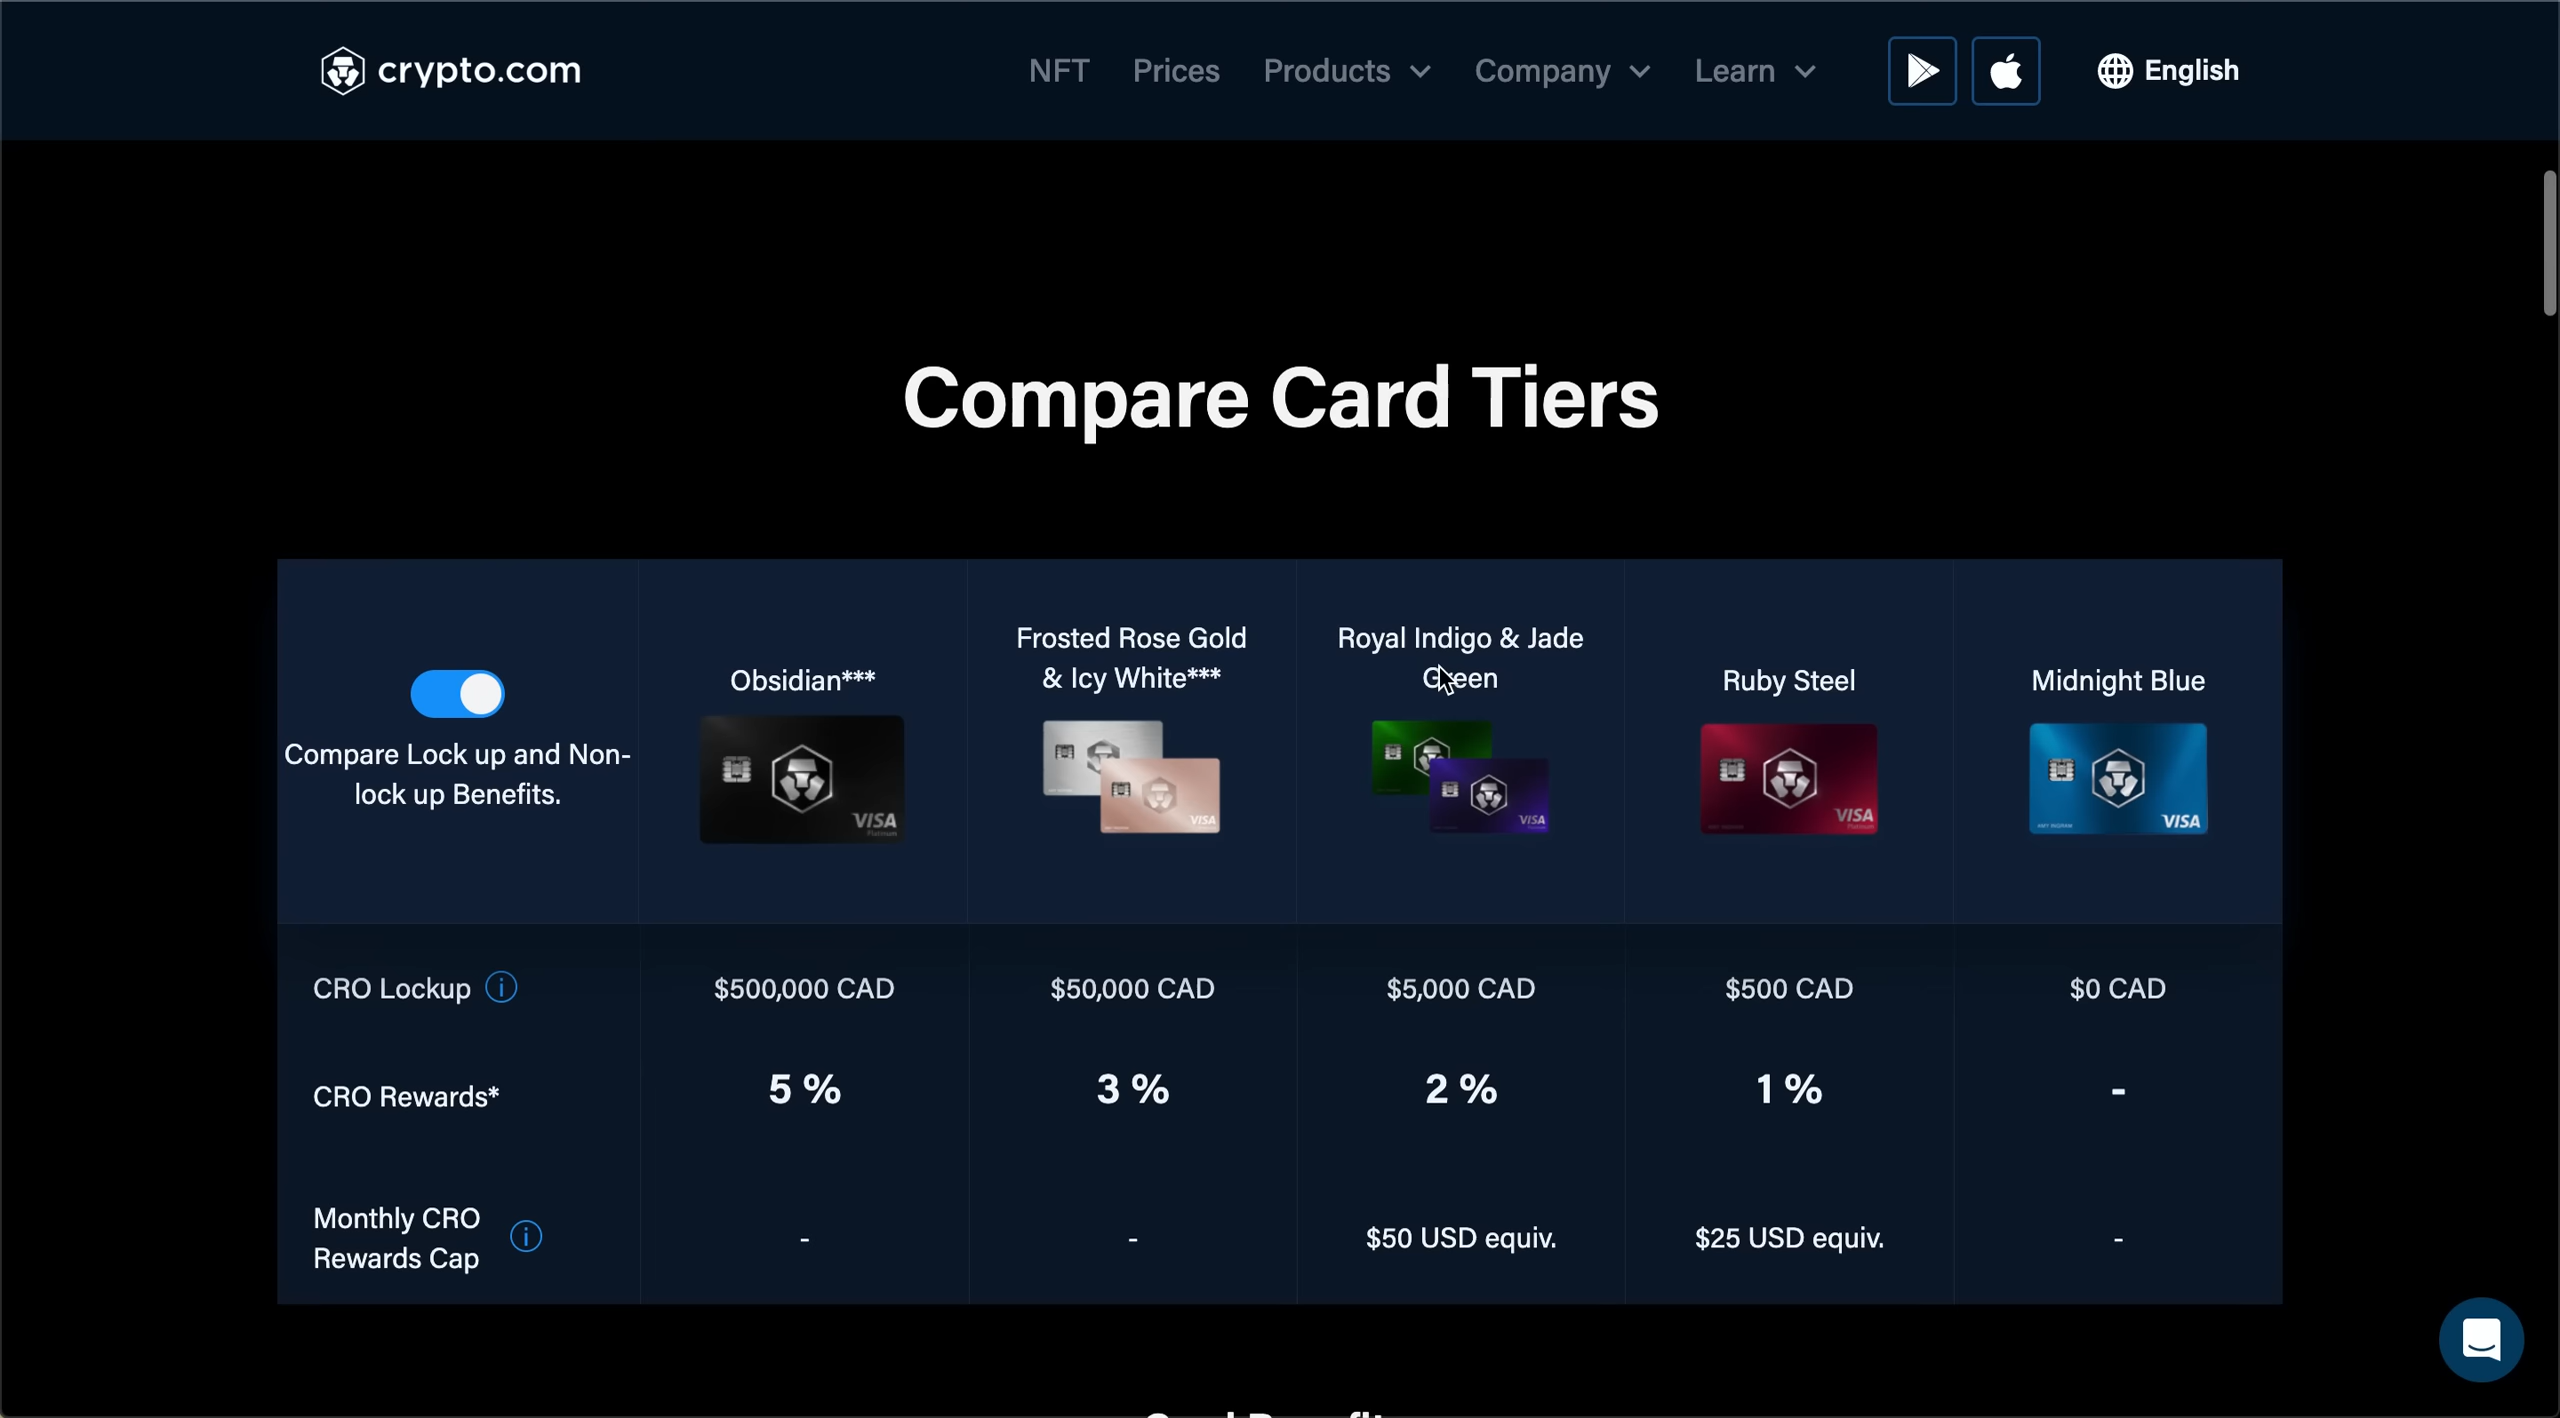 crypto.com
NFT
Prices
Products
Company
Learn
English
Compare Card Tiers
Compare Lock up and Non-
lock up Benefits.
Obsidian***
Frosted Rose Gold
& Icy White***
Royal Indigo & Jade
Green
Ruby Steel
Midnight Blue
VISA
Platinum
VISA
VISA
VISA
Platinum
VISA
CRO Lockup
$500,000 CAD
$50,000 CAD
$5,000 CAD
$500 CAD
$0 CAD
CRO Rewards*
5 %
3 %
2 %
1 %
-
Monthly CRO
Rewards Cap
-
-
$50 USD equiv.
$25 USD equiv.
-